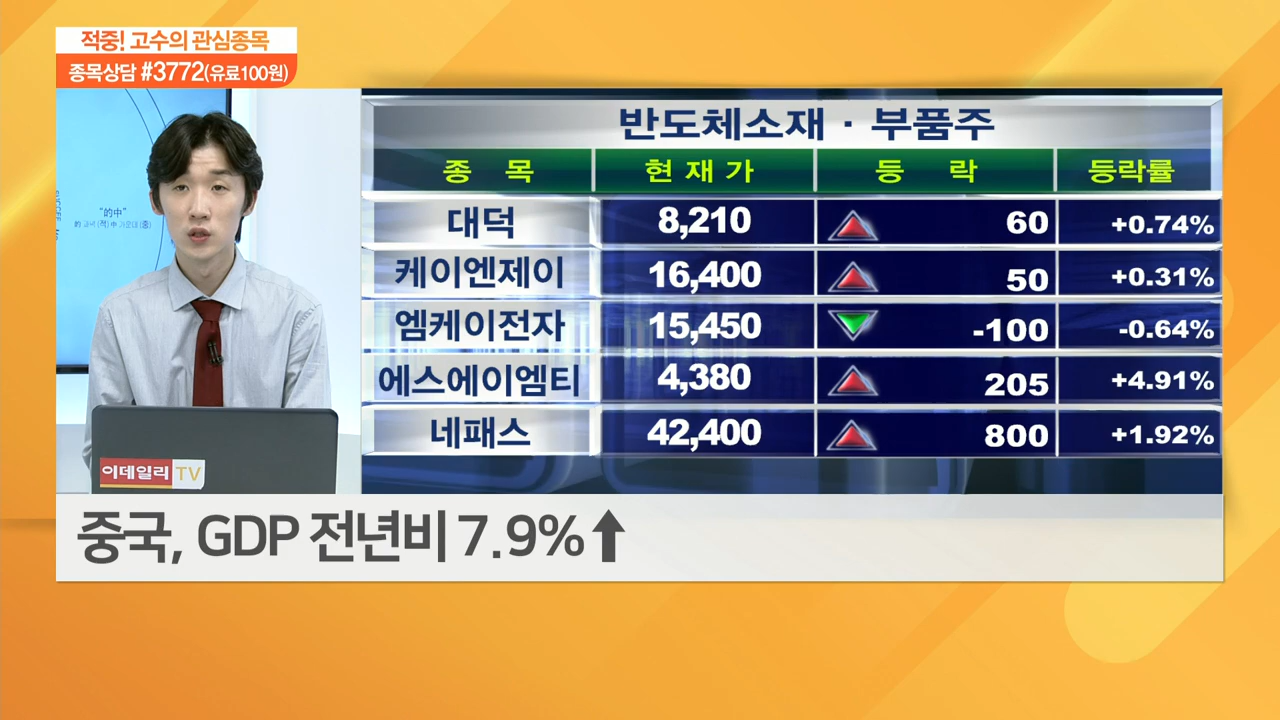 적중! 고수의 관심종목
종목상담 #3772(유료100원)
"的中"
반도체소재 · 부품주
종 목 현 재 가 등 락 등락률
대덕 8,210 ▲ 60 +0.74%
케이엔제이 16,400 ▲ 50 +0.31%
엠케이전자 15,450 ▼ -100 -0.64%
에스에이엠티 4,380 ▲ 205 +4.91%
네패스 42,400 ▲ 800 +1.92%
이데일리 TV
중국, GDP 전년비 7.9%⬆